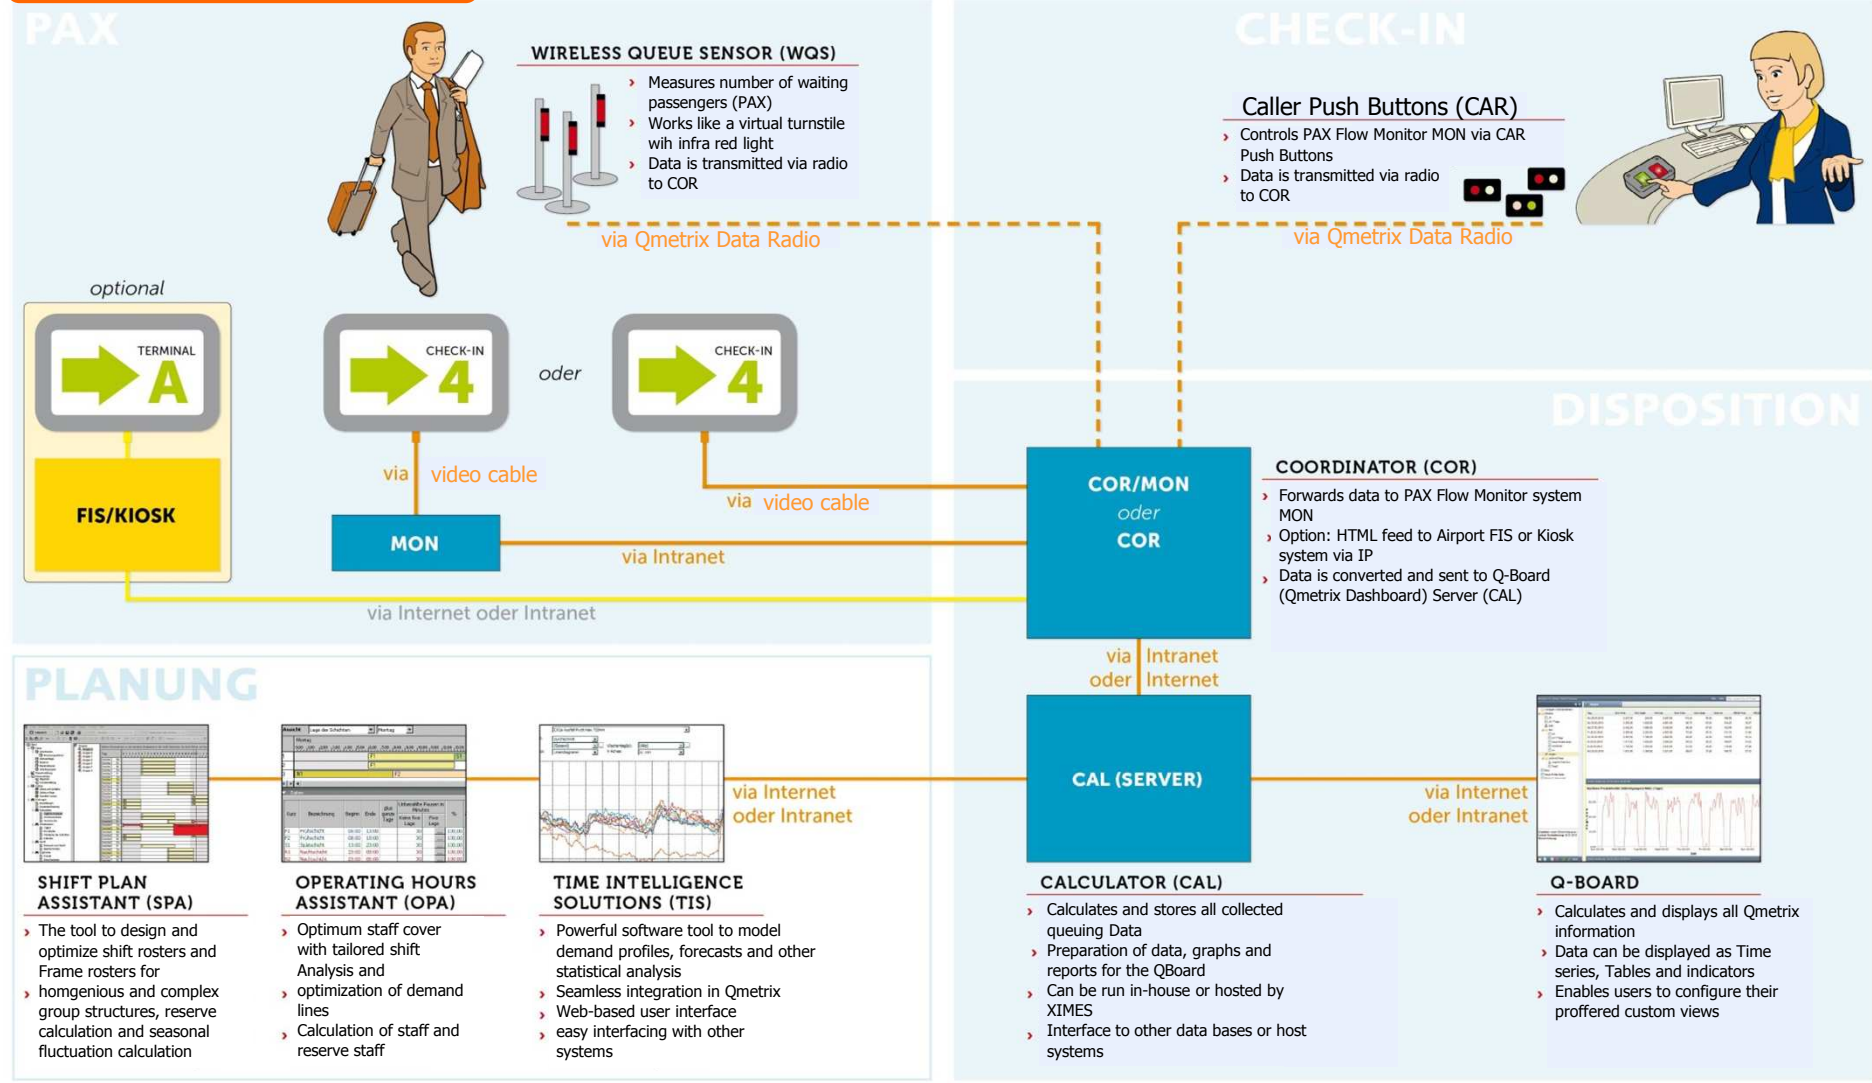 PAX
WIRELESS QUEUE SENSOR (WQS)
Measures number of waiting
passengers (PAX)
Works like a virtual turnstile
wih infra red light
Data is transmitted via radio
to COR
via Qmetrix Data Radio
CHECK-IN
Caller Push Buttons (CAR)
Controls PAX Flow Monitor MON via CAR
Push Buttons
Data is transmitted via radio
to COR
via Qmetrix Data Radio
optional
TERMINAL
A
CHECK-IN
4
oder
CHECK-IN
4
FIS/KIOSK
via video cable
MON
via video cable
via Intranet
via Internet oder Intranet
DISPOSITION
COR/MON
oder
COR
COORDINATOR (COR)
Forwards data to PAX Flow Monitor system
MON
Option: HTML feed to Airport FIS or Kiosk
system via IP
Data is converted and sent to Q-Board
(Qmetrix Dashboard) Server (CAL)
via Intranet
oder Internet
PLANUNG
CAL (SERVER)
via Internet
oder Intranet
via Internet
oder Intranet
SHIFT PLAN
ASSISTANT (SPA)
The tool to design and
optimize shift rosters and
Frame rosters for
homgenious and complex
group structures, reserve
calculation and seasonal
fluctuation calculation
OPERATING HOURS
ASSISTANT (OPA)
Optimum staff cover
with tailored shift
Analysis and
optimization of demand
lines
Calculation of staff and
reserve staff
TIME INTELLIGENCE
SOLUTIONS (TIS)
Powerful software tool to model
demand profiles, forecasts and other
statistical analysis
Seamless integration in Qmetrix
Web-based user interface
easy interfacing with other
systems
CALCULATOR (CAL)
Calculates and stores all collected
queuing Data
Preparation of data, graphs and
reports for the QBoard
Can be run in-house or hosted by
XIMES
Interface to other data bases or host
systems
Q-BOARD
Calculates and displays all Qmetrix
information
Data can be displayed as Time
series, Tables and indicators
Enables users to configure their
proffered custom views